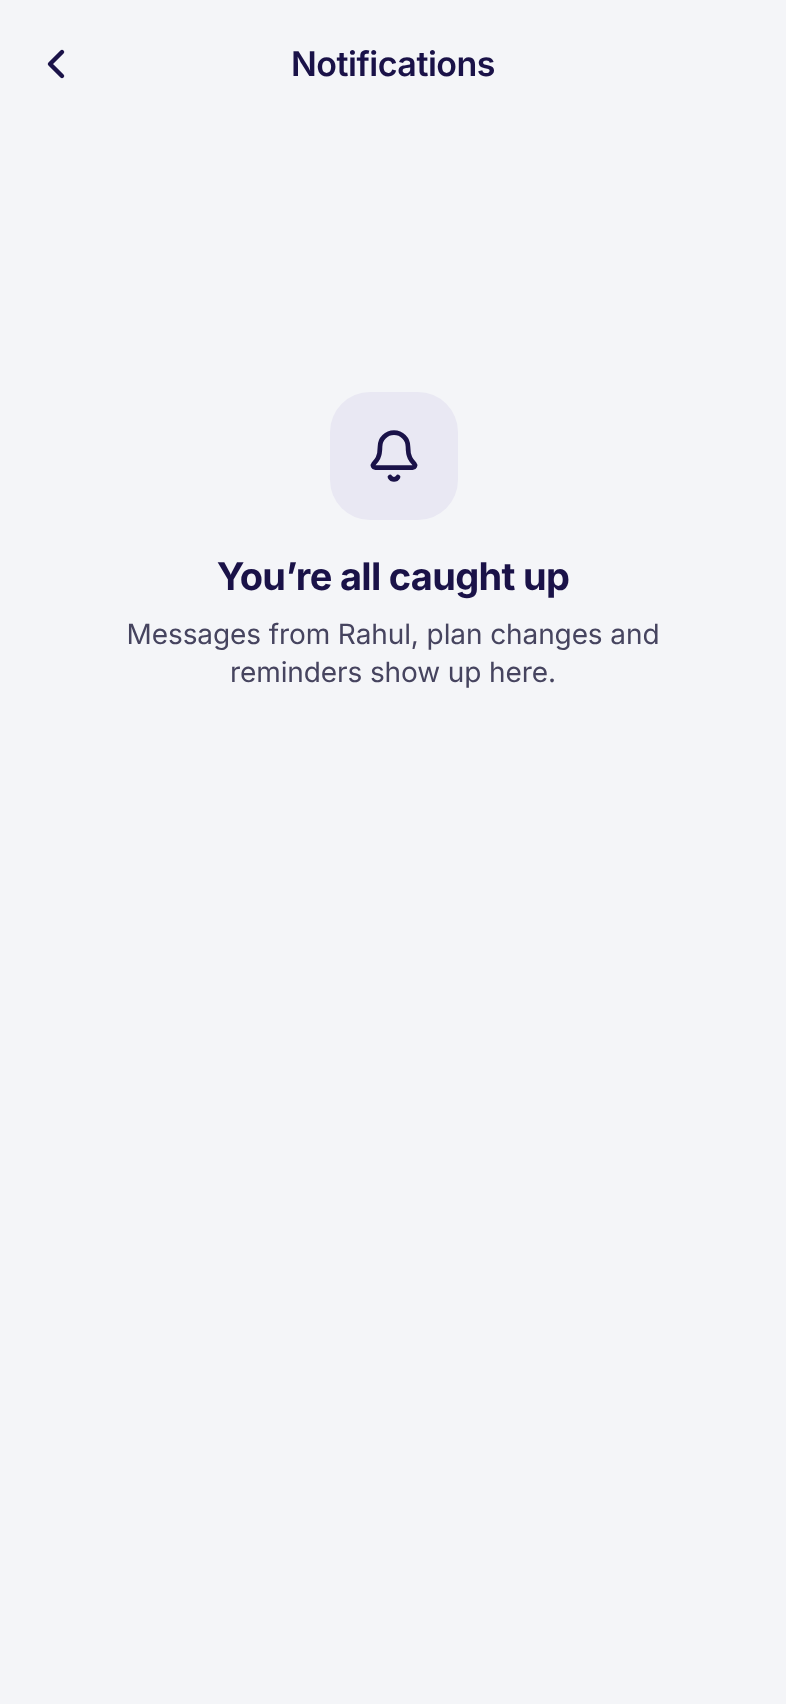 Notifications
You’re all caught up
Messages from Rahul, plan changes and
reminders show up here.